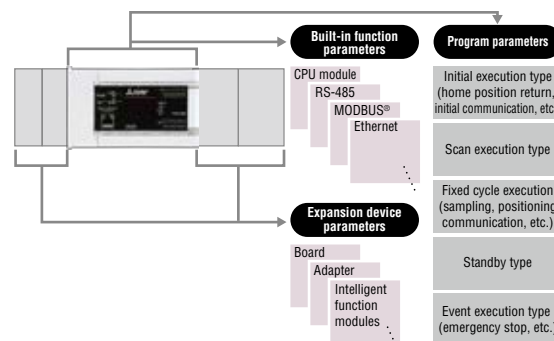 Built-in function
parameters
CPU module
RS-485
MODBUS®
Ethernet
Expansion device
parameters
Board
Adapter
Intelligent
function
modules
Program parameters
Initial execution type
(home position return,
initial communication, etc
Scan execution type
Fixed cycle execution
(sampling, positioning
communication, etc.)
Standby type
Event execution type
(emergency stop, etc.)